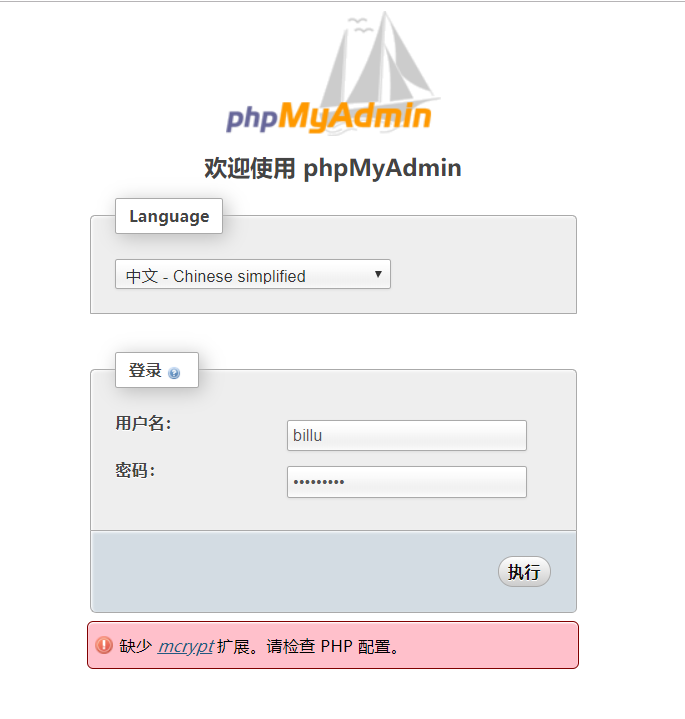 phpMyAdmin
欢迎使用 phpMyAdmin
Language
中文 - Chinese simplified
登录
用户名：
billu
密码：
•••••••••
执行
缺少 mcrypt 扩展。请检查 PHP 配置。